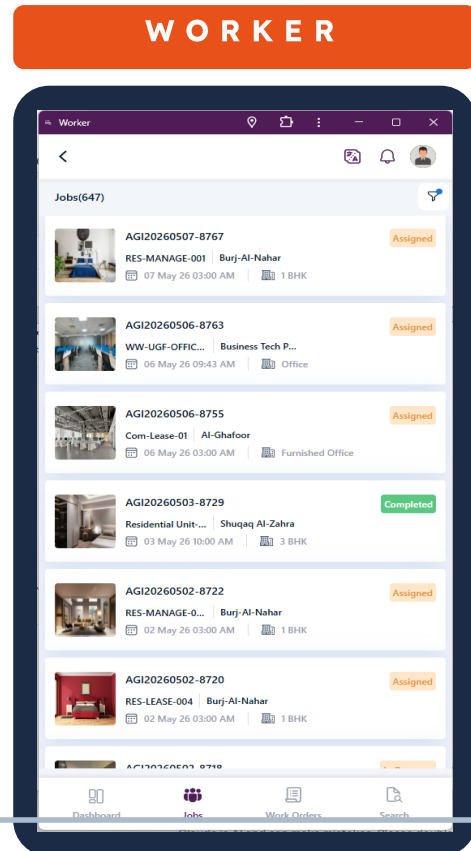 WORKER
Worker
Jobs(647)
AGI20260507-8767
Assigned
RES-MANAGE-001 Burj-Al-Nahar
07 May 26 03:00 AM 1 BHK
AGI20260506-8763
Assigned
WW-UGF-OFFIC... Business Tech P...
06 May 26 09:43 AM Office
AGI20260506-8755
Assigned
Com-Lease-01 Al-Ghafoor
06 May 26 03:00 AM Furnished Office
AGI20260503-8729
Completed
Residential Unit-... Shuqaq Al-Zahra
03 May 26 10:00 AM 3 BHK
AGI20260502-8722
Assigned
RES-MANAGE-0... Burj-Al-Nahar
02 May 26 03:00 AM 1 BHK
AGI20260502-8720
Assigned
RES-LEASE-004 Burj-Al-Nahar
02 May 26 03:00 AM 1 BHK
AGI20260502-8718
Dashboard Jobs Work Orders Search